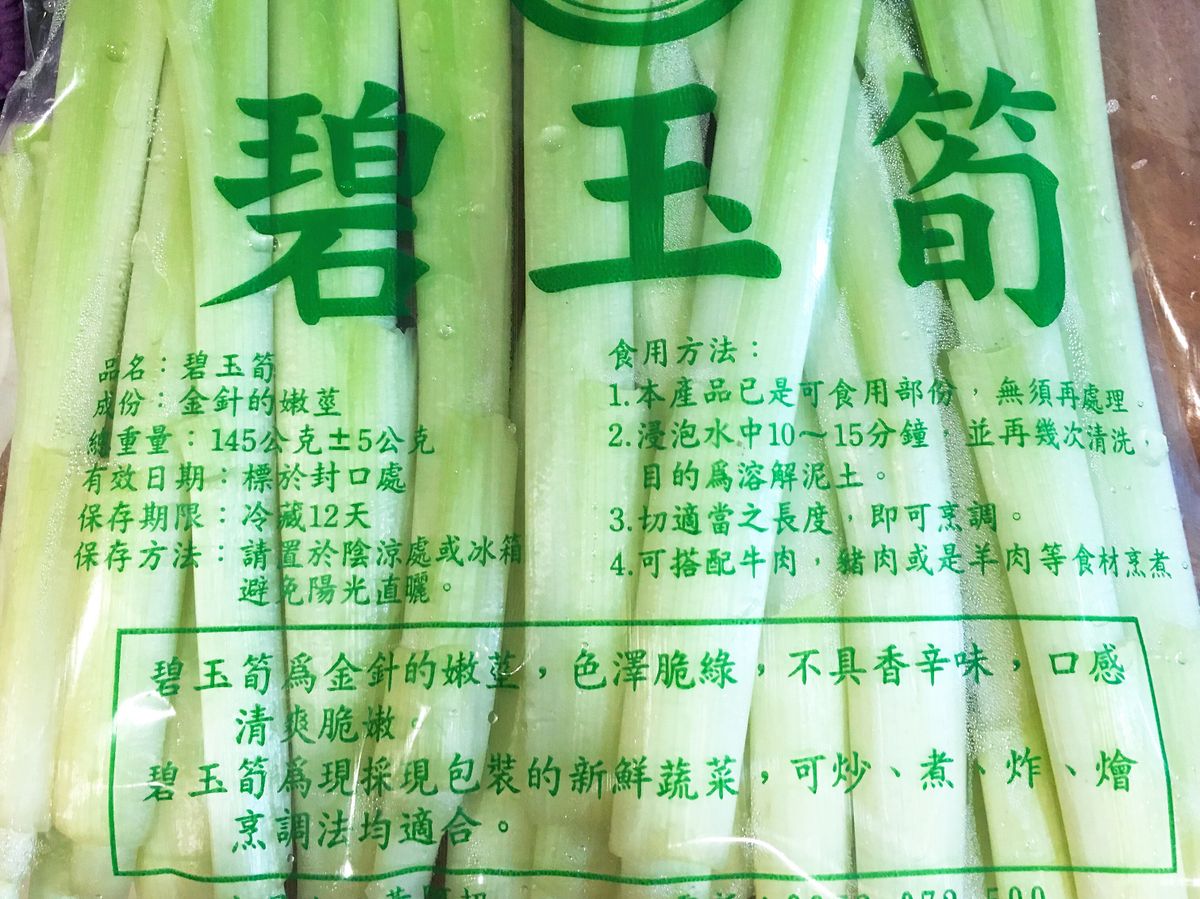 碧玉筍
品名：碧玉筍
成份：金針的嫩莖
總重量：145公克±5公克
有效日期：標於封口處
保存期限：冷藏12天
保存方法：請置於陰涼處或冰箱
避免陽光直曬。
食用方法：
1.本產品已是可食用部份，無須再處理。
2.浸泡水中10～15分鐘，並再幾次清洗，
目的爲溶解泥土。
3.切適當之長度，即可烹調。
4.可搭配牛肉，豬肉或是羊肉等食材烹煮。
碧玉筍爲金針的嫩莖，色澤脆綠，不具香辛味，口感
清爽脆嫩。
碧玉筍爲現採現包裝的新鮮蔬菜，可炒、煮、炸、燴
烹調法均適合。